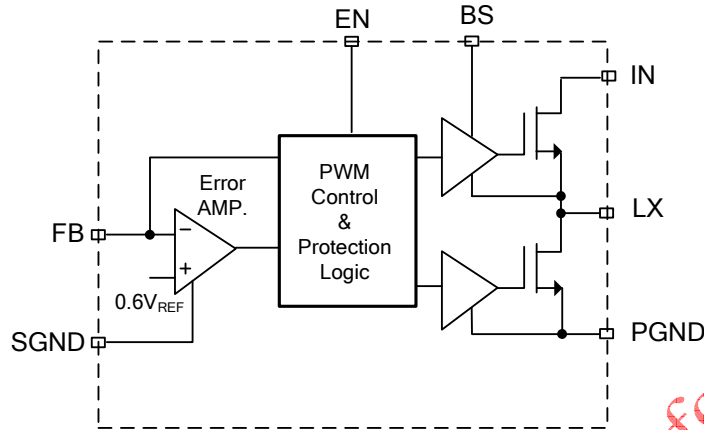 EN
BS
IN
PWM
Control
&
Protection
Logic
Error
AMP.
LX
FB
−
+
0.6VREF
SGND
PGND